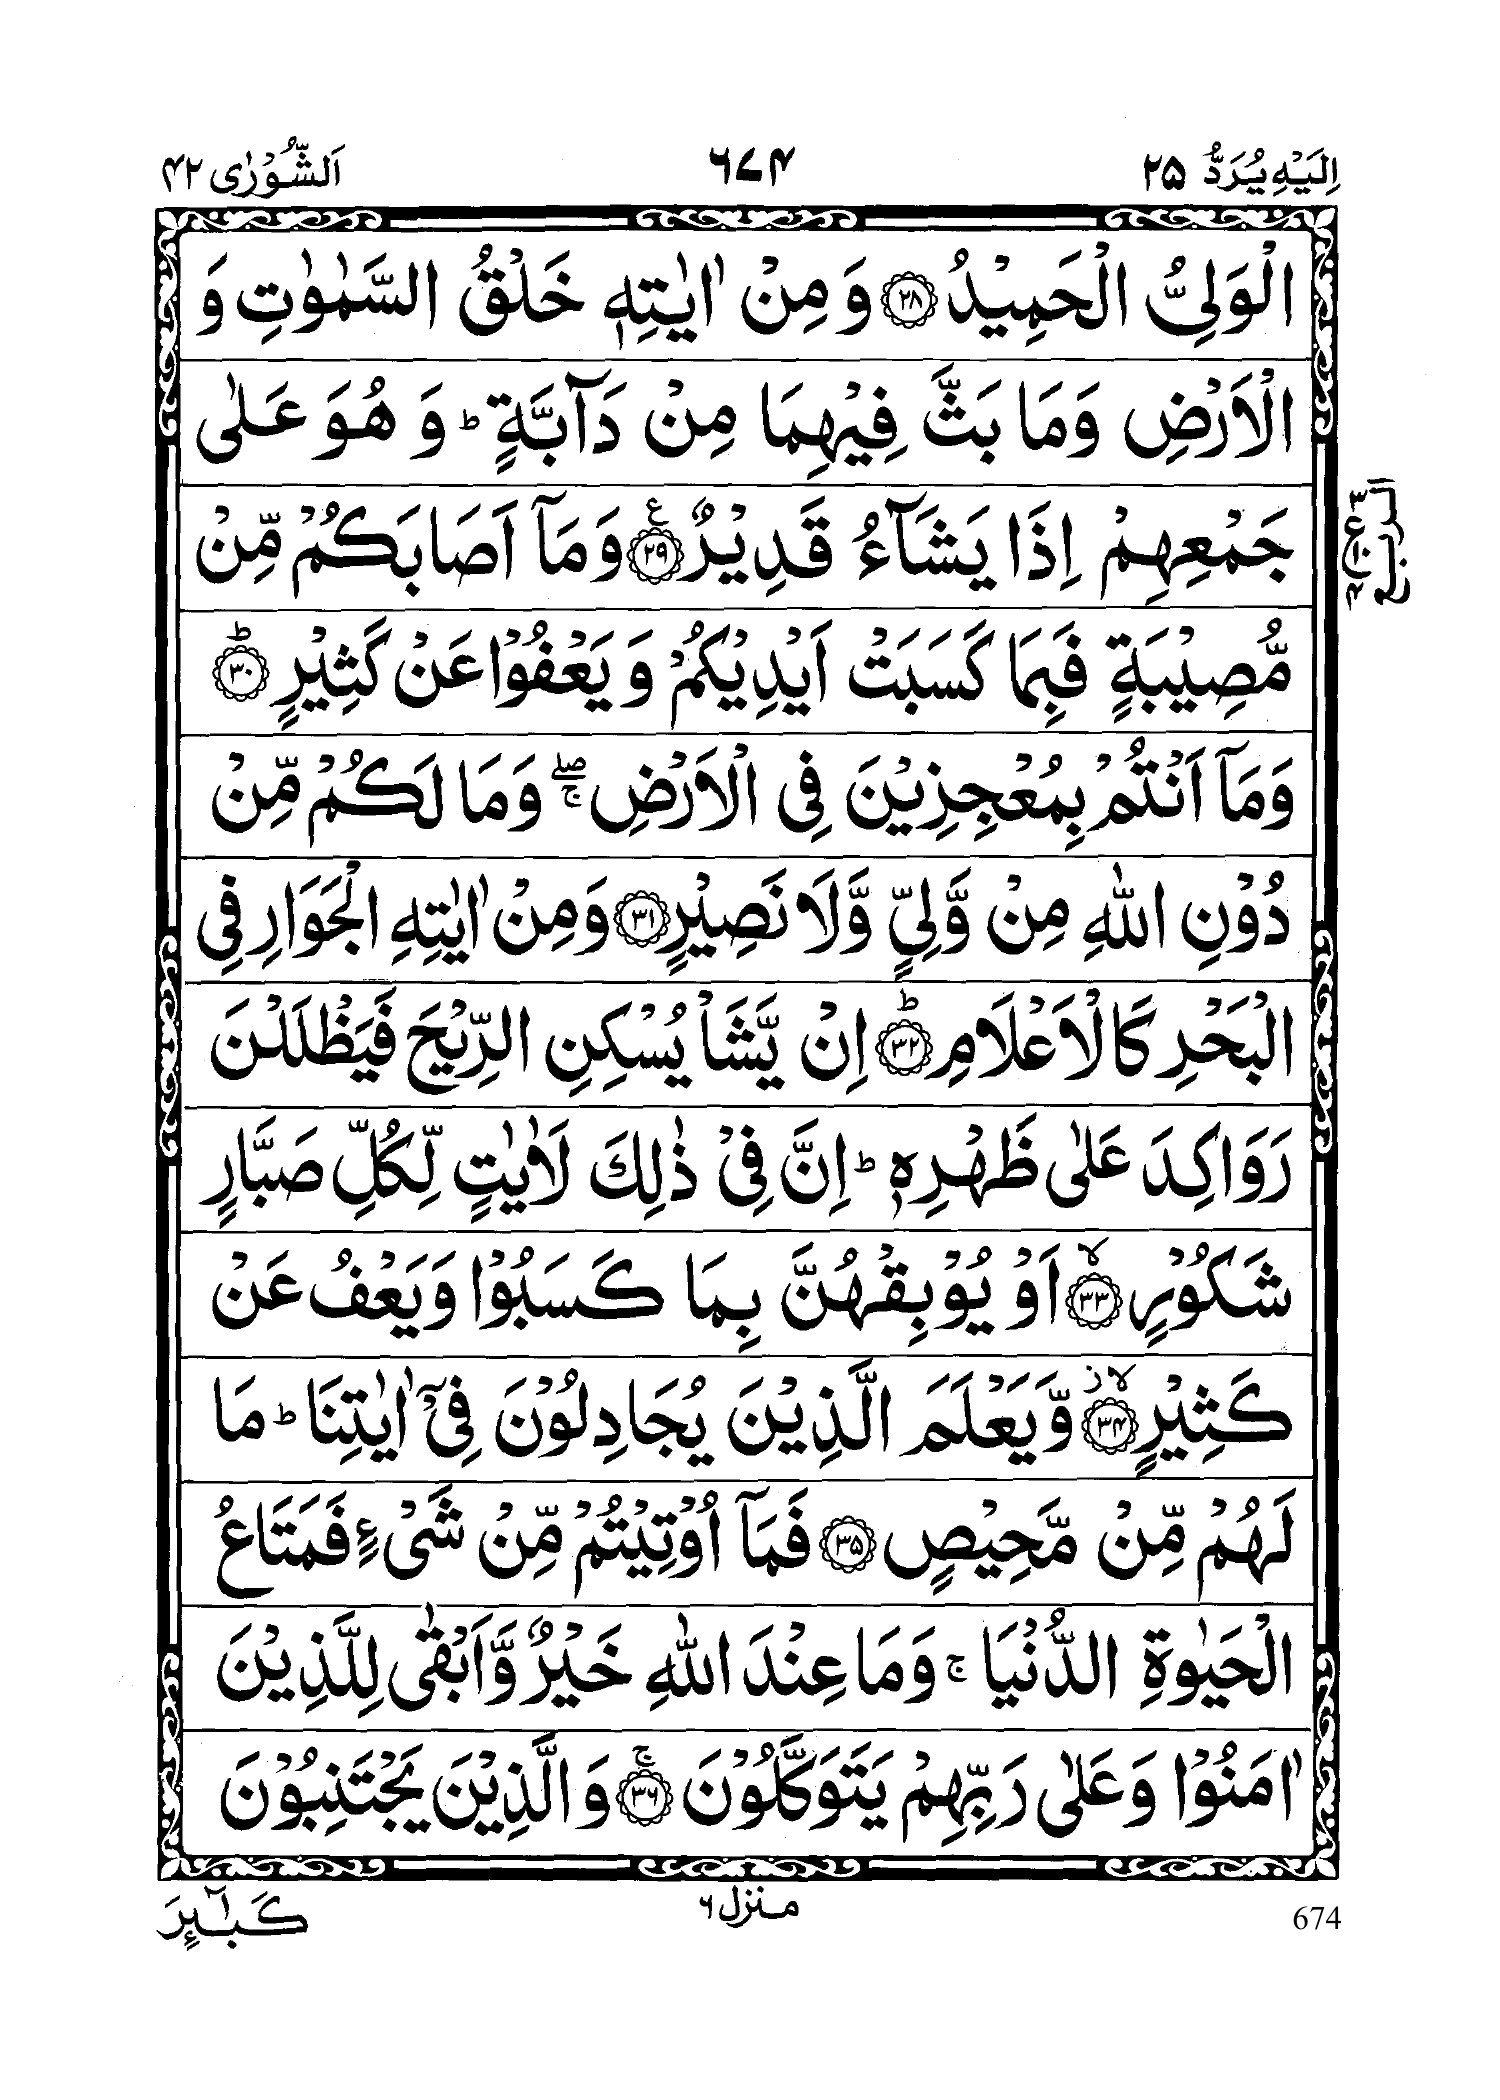 اِلَيْهِ يُرَدُّ ۲۵ ۶۷۴ اَلشُّوْرٰى ۴۲
الْوَلِىُّ الْحَمِيْدُ ﴿۲۸﴾ وَ مِنْ اٰيٰتِهٖ خَلْقُ السَّمٰوٰتِ وَ
الْاَرْضِ وَمَا بَثَّ فِيْهِمَا مِنْ دَآبَّةٍ ؕ وَ هُوَ عَلٰى
جَمْعِهِمْ اِذَا يَشَآءُ قَدِيْرٌ ﴿۲۹﴾ ع وَمَاۤ اَصَابَكُمْ مِّنْ
الربع
ع ۳ ۱۰ ۴
مُّصِيْبَةٍ فَبِمَا كَسَبَتْ اَيْدِيْكُمْ وَ يَعْفُوْا عَنْ كَثِيْرٍ ؕ﴿۳۰﴾
وَمَاۤ اَنْتُمْ بِمُعْجِزِيْنَ فِى الْاَرْضِ ۖۚ وَمَا لَكُمْ مِّنْ
دُوْنِ اللّٰهِ مِنْ وَّلِىٍّ وَّلَا نَصِيْرٍ ﴿۳۱﴾ وَمِنْ اٰيٰتِهِ الْجَوَارِ فِى
الْبَحْرِ كَالْاَعْلَامِ ؕ﴿۳۲﴾ اِنْ يَّشَاْ يُسْكِنِ الرِّيْحَ فَيَظْلَلْنَ
رَوَاكِدَ عَلٰى ظَهْرِهٖ ؕ اِنَّ فِىْ ذٰلِكَ لَاٰيٰتٍ لِّكُلِّ صَبَّارٍ
شَكُوْرٍ ۙ﴿۳۳﴾ اَوْ يُوْبِقْهُنَّ بِمَا كَسَبُوْا وَيَعْفُ عَنْ
كَثِيْرٍ ؗۙ﴿۳۴﴾ وَّيَعْلَمَ الَّذِيْنَ يُجَادِلُوْنَ فِىْۤ اٰيٰتِنَا ؕ مَا
لَهُمْ مِّنْ مَّحِيْصٍ ﴿۳۵﴾ فَمَاۤ اُوْتِيْتُمْ مِّنْ شَىْءٍ فَمَتَاعُ
الْحَيٰوةِ الدُّنْيَا ۚ وَمَا عِنْدَ اللّٰهِ خَيْرٌ وَّاَبْقٰى لِلَّذِيْنَ
اٰمَنُوْا وَعَلٰى رَبِّهِمْ يَتَوَكَّلُوْنَ ۚ﴿۳۶﴾ وَالَّذِيْنَ يَجْتَنِبُوْنَ
674 منزل ۶ كَبٰٓئِرَ